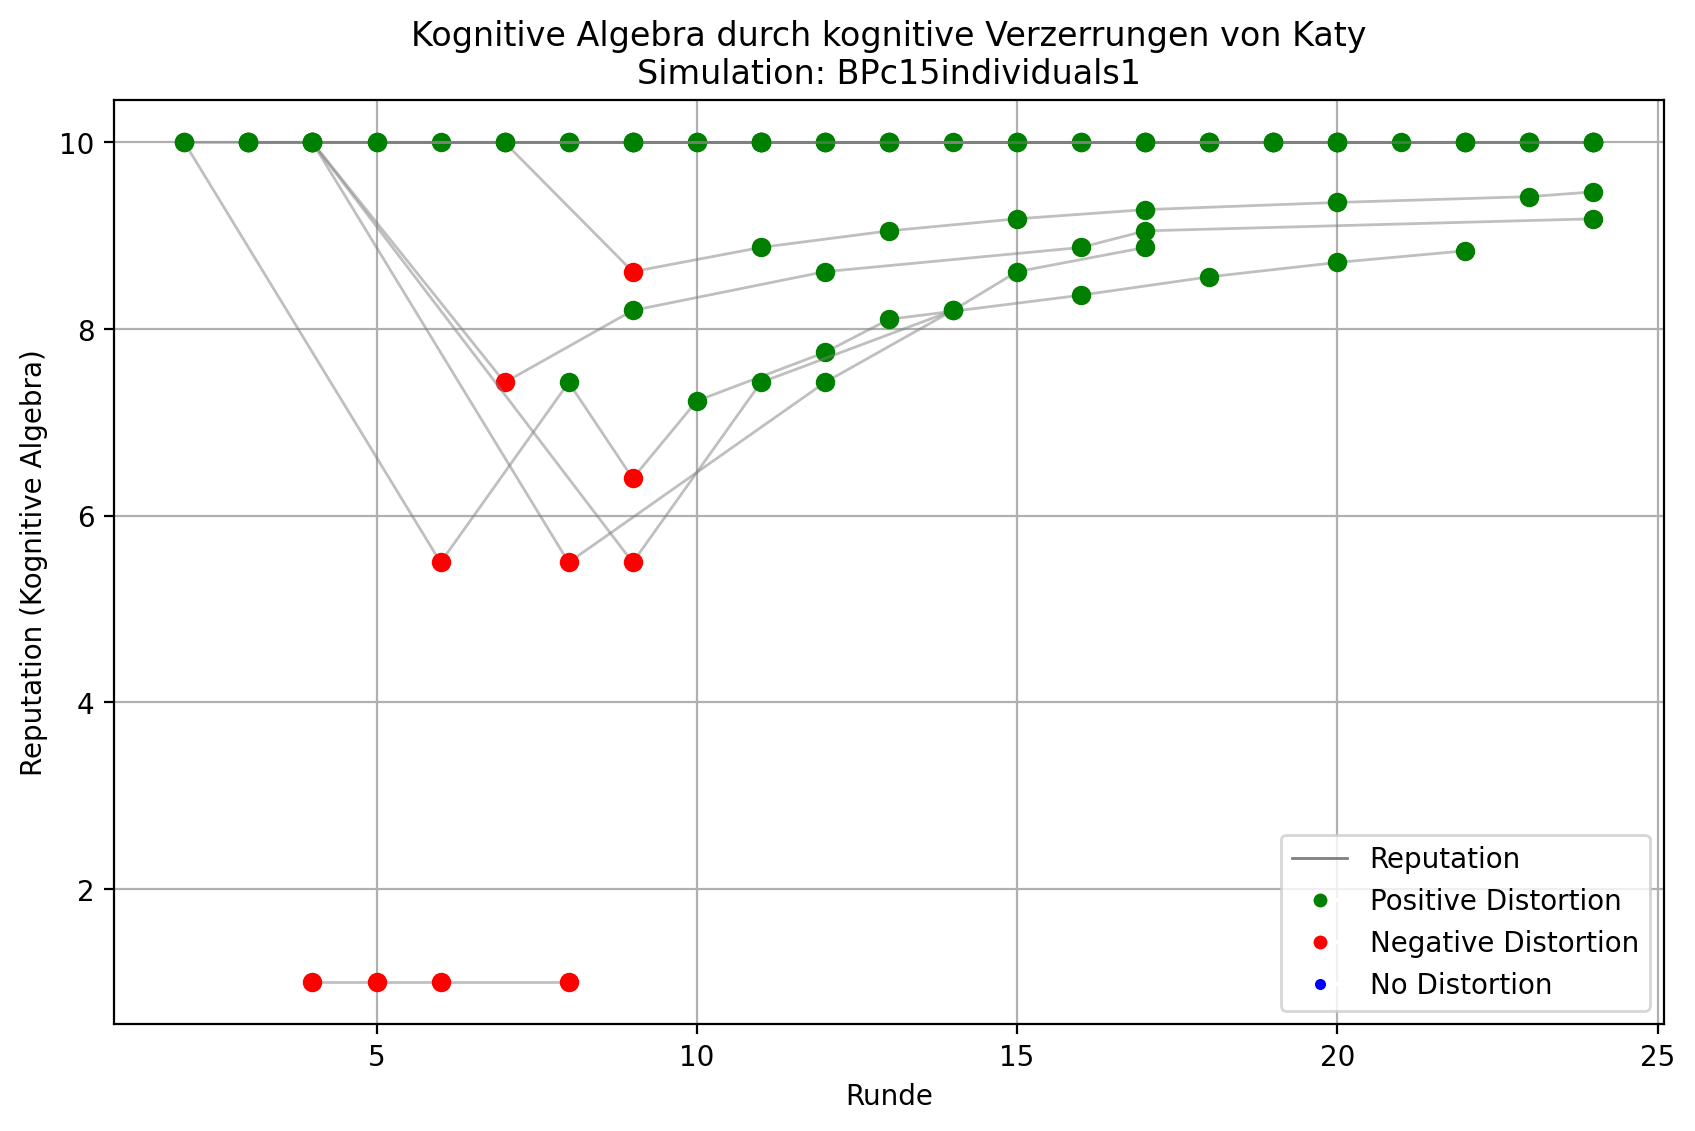 Kognitive Algebra durch kognitive Verzerrungen von Katy
Simulation: BPc15individuals1
Reputation (Kognitive Algebra)
10
8
6
4
2
5
10
15
20
25
Runde
Reputation
Positive Distortion
Negative Distortion
No Distortion